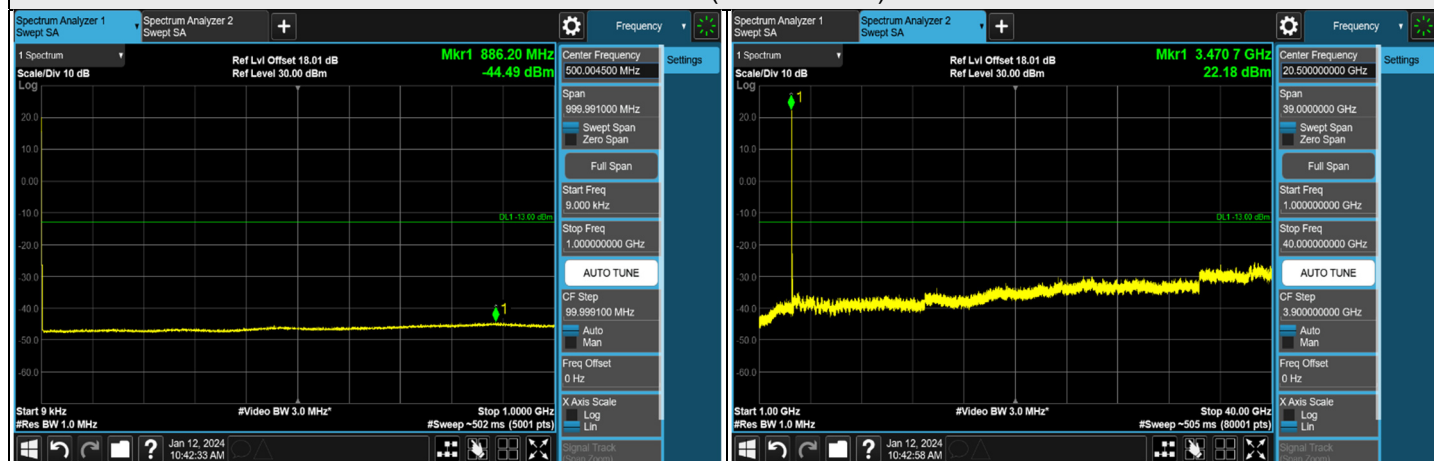 Spectrum Analyzer 1
Swept SA
Spectrum Analyzer 2
Swept SA
+
Frequency
1 Spectrum
Scale/Div 10 dB
Log
Ref Lvl Offset 18.01 dB
Ref Level 30.00 dBm
Mkr1 886.20 MHz
-44.49 dBm
20.0
10.0
0.00
-10.0
-20.0
-30.0
-40.0
-50.0
-60.0
DL1 -13.00 dBm
1
Start 9 kHz
#Res BW 1.0 MHz
#Video BW 3.0 MHz*
Stop 1.0000 GHz
#Sweep ~502 ms (5001 pts)
Center Frequency
500.004500 MHz
Settings
Span
999.991000 MHz
Swept Span
Zero Span
Full Span
Start Freq
9.000 kHz
Stop Freq
1.000000000 GHz
AUTO TUNE
CF Step
99.999100 MHz
Auto
Man
Freq Offset
0 Hz
X Axis Scale
Log
Lin
Signal Track
(Span Zoom)
?
Jan 12, 2024
10:42:33 AM
Spectrum Analyzer 1
Swept SA
Spectrum Analyzer 2
Swept SA
+
Frequency
1 Spectrum
Scale/Div 10 dB
Log
Ref Lvl Offset 18.01 dB
Ref Level 30.00 dBm
Mkr1 3.470 7 GHz
22.18 dBm
1
20.0
10.0
0.00
-10.0
-20.0
-30.0
-40.0
-50.0
-60.0
DL1 -13.00 dBm
Start 1.00 GHz
#Res BW 1.0 MHz
#Video BW 3.0 MHz*
Stop 40.00 GHz
#Sweep ~505 ms (80001 pts)
Center Frequency
20.500000000 GHz
Settings
Span
39.0000000 GHz
Swept Span
Zero Span
Full Span
Start Freq
1.000000000 GHz
Stop Freq
40.000000000 GHz
AUTO TUNE
CF Step
3.900000000 GHz
Auto
Man
Freq Offset
0 Hz
X Axis Scale
Log
Lin
Signal Track
(Span Zoom)
?
Jan 12, 2024
10:42:58 AM